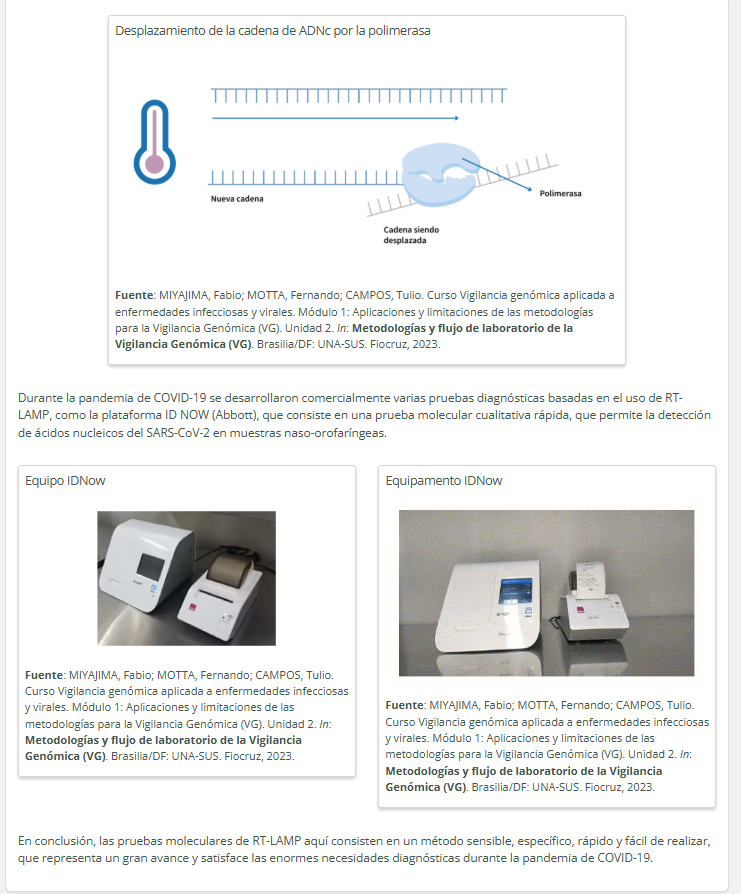 Desplazamiento de la cadena de ADNc por la polimerasa
Nueva cadena
Polimerasa
Cadena siendo
desplazada
Fuente: MIYAJIMA, Fabio; MOTTA, Fernando; CAMPOS, Tulio. Curso Vigilancia genómica aplicada a
enfermedades infecciosas y virales. Módulo 1: Aplicaciones y limitaciones de las metodologías
para la Vigilancia Genómica (VG). Unidad 2. In: Metodologías y flujo de laboratorio de la
Vigilancia Genómica (VG). Brasilia/DF: UNA-SUS. Fiocruz, 2023.
Durante la pandemia de COVID-19 se desarrollaron comercialmente varias pruebas diagnósticas basadas en el uso de RT-
LAMP, como la plataforma ID NOW (Abbott), que consiste en una prueba molecular cualitativa rápida, que permite la detección
de ácidos nucleicos del SARS-CoV-2 en muestras naso-orofaríngeas.
Equipo IDNow
Fuente: MIYAJIMA, Fabio; MOTTA, Fernando; CAMPOS, Tulio.
Curso Vigilancia genómica aplicada a enfermedades infecciosas
y virales. Módulo 1: Aplicaciones y limitaciones de las
metodologías para la Vigilancia Genómica (VG). Unidad 2. In:
Metodologías y flujo de laboratorio de la Vigilancia
Genómica (VG). Brasilia/DF: UNA-SUS. Fiocruz, 2023.
Equipamento IDNow
Fuente: MIYAJIMA, Fabio; MOTTA, Fernando; CAMPOS, Tulio.
Curso Vigilancia genómica aplicada a enfermedades infecciosas
y virales. Módulo 1: Aplicaciones y limitaciones de las
metodologías para la Vigilancia Genómica (VG). Unidad 2. In:
Metodologías y flujo de laboratorio de la Vigilancia
Genómica (VG). Brasilia/DF: UNA-SUS. Fiocruz, 2023.
En conclusión, las pruebas moleculares de RT-LAMP aquí consisten en un método sensible, específico, rápido y fácil de realizar,
que representa un gran avance y satisface las enormes necesidades diagnósticas durante la pandemia de COVID-19.